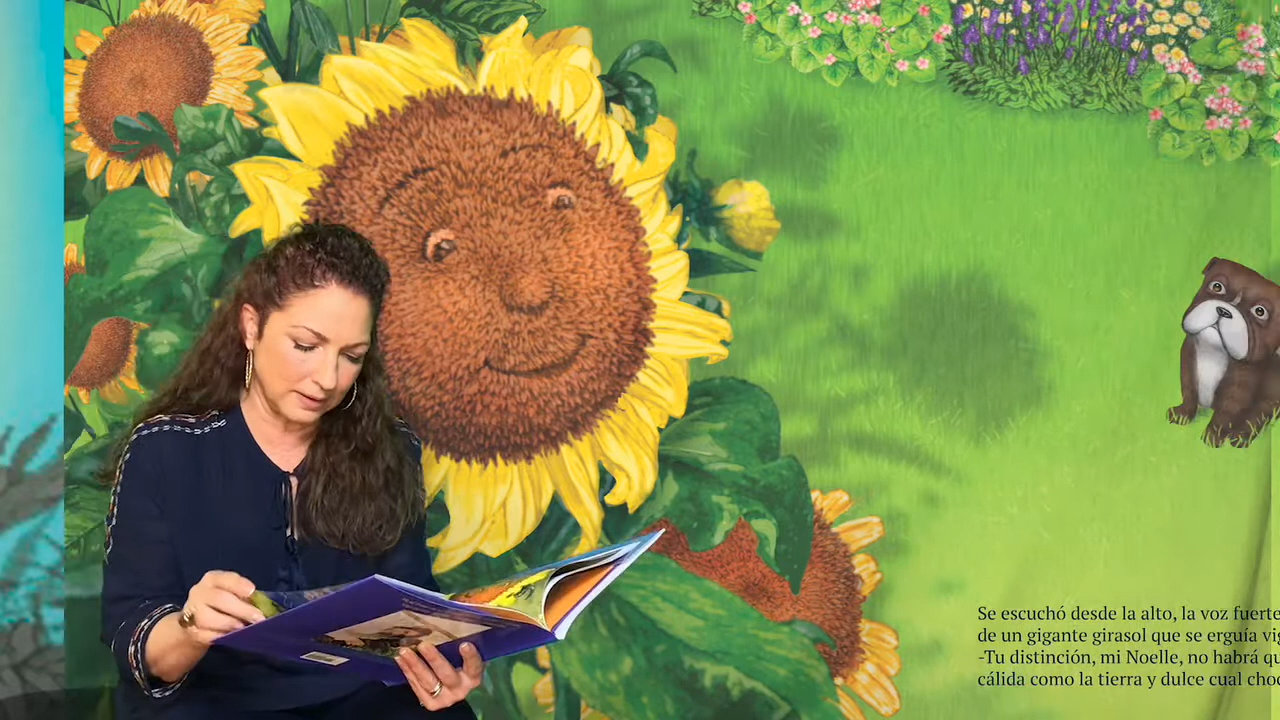 Se escuchó desde la alto, la voz fuerte
de un gigante girasol que se erguía
-Tu distinción, mi Noelle, no habrá
cálida como la tierra y dulce cual